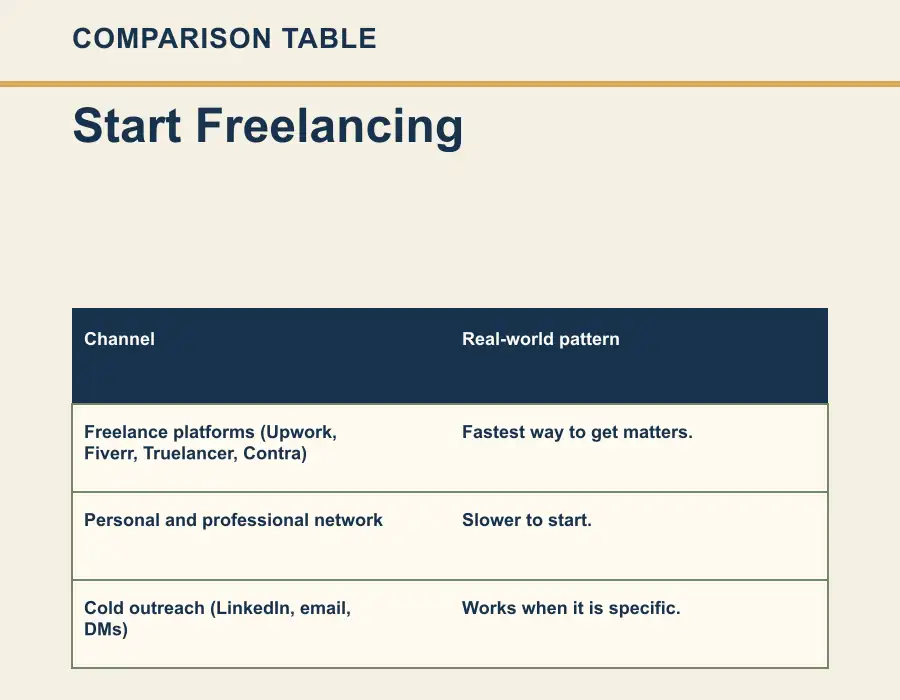 COMPARISON TABLE
Start Freelancing
Channel
Real-world pattern
Freelance platforms (Upwork,
Fiverr, Truelancer, Contra)
Fastest way to get matters.
Personal and professional network
Slower to start.
Cold outreach (LinkedIn, email,
DMs)
Works when it is specific.